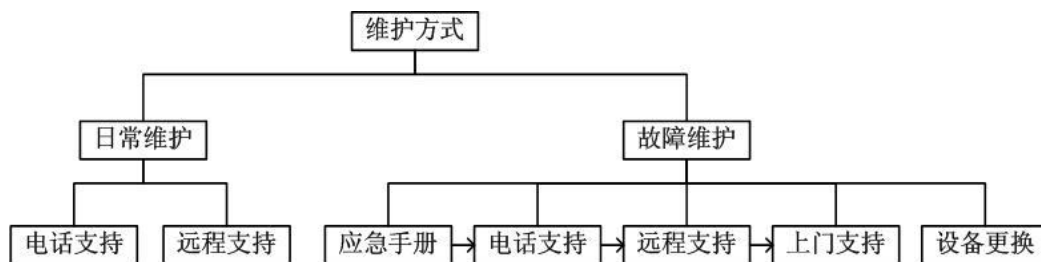 维护方式
日常维护
故障维护
电话支持
远程支持
应急手册
电话支持
远程支持
上门支持
设备更换